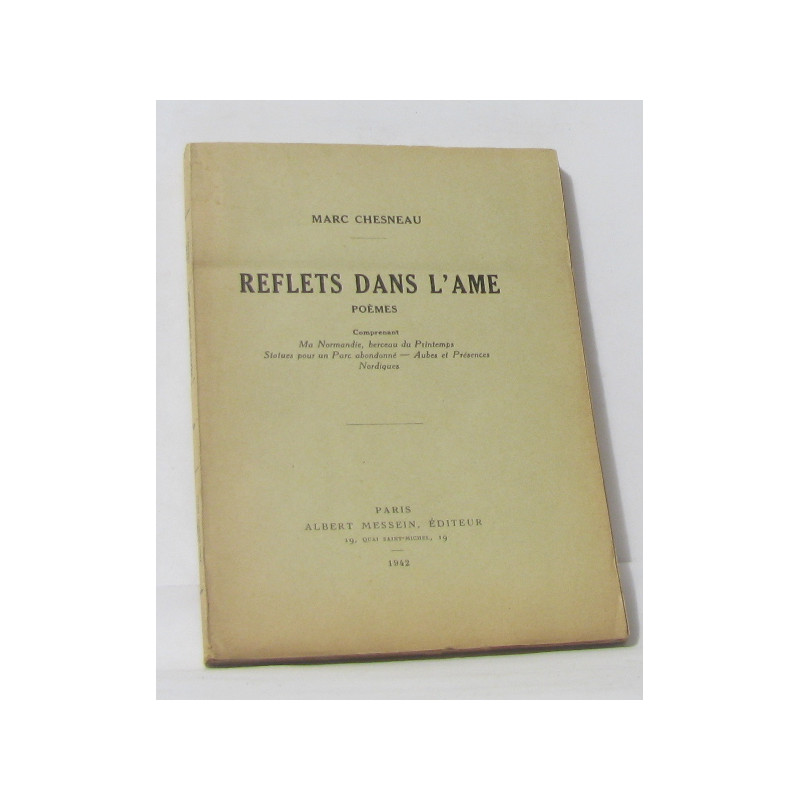 MARC CHESNEAU
REFLETS DANS L'AME
POÈMES
Comprenant
Ma Normandie, berceau du Printemps
Statues pour un Parc abandonné — Aubes et Présences
Nordiques
PARIS
ALBERT MESSEIN, ÉDITEUR
19, QUAI SAINT-MICHEL, 19
1942